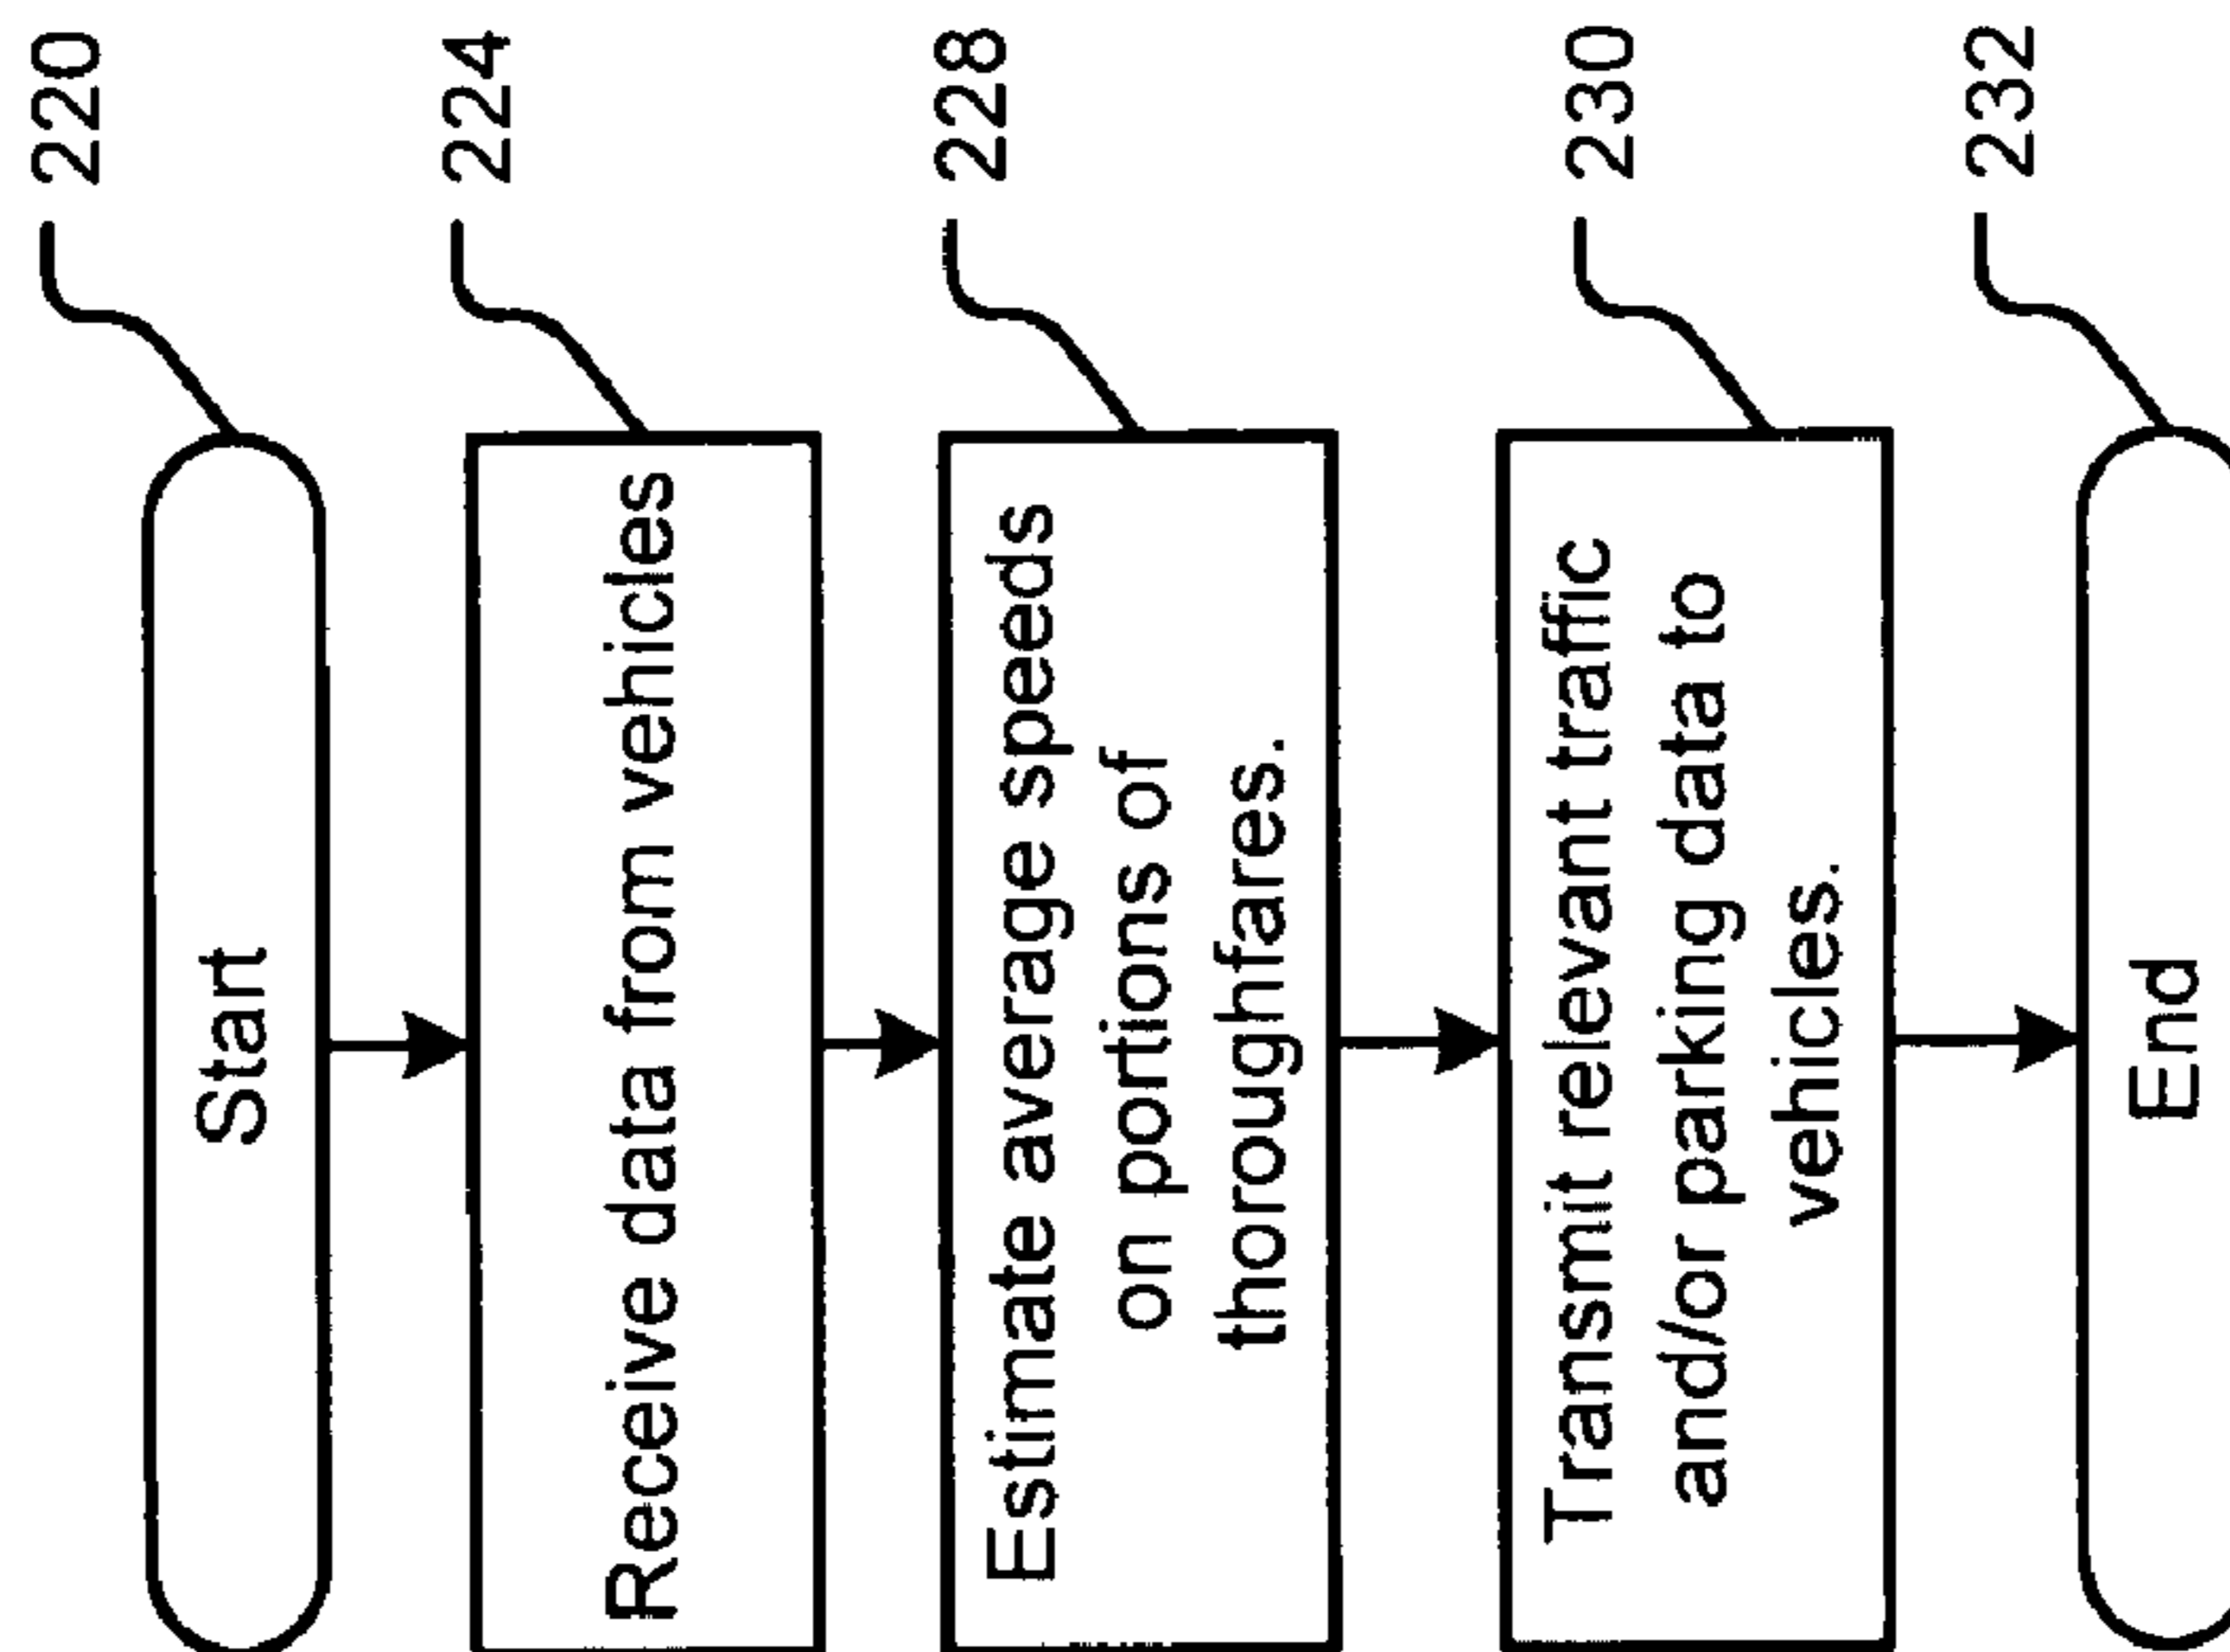 Start
220
Receive data from vehicles
224
Estimate average speeds
on portions of
thoroughfares.
228
Transmit relevant traffic
and/or parking data to
vehicles.
230
End
232